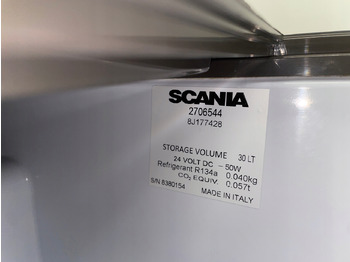 SCANIA
2706544
8J177428
STORAGE VOLUME 30 LT
24 VOLT DC - 50W
Refrigerant R134a 0.040kg
CO₂ EQUIV. 0.057t
S/N 8380154 MADE IN ITALY